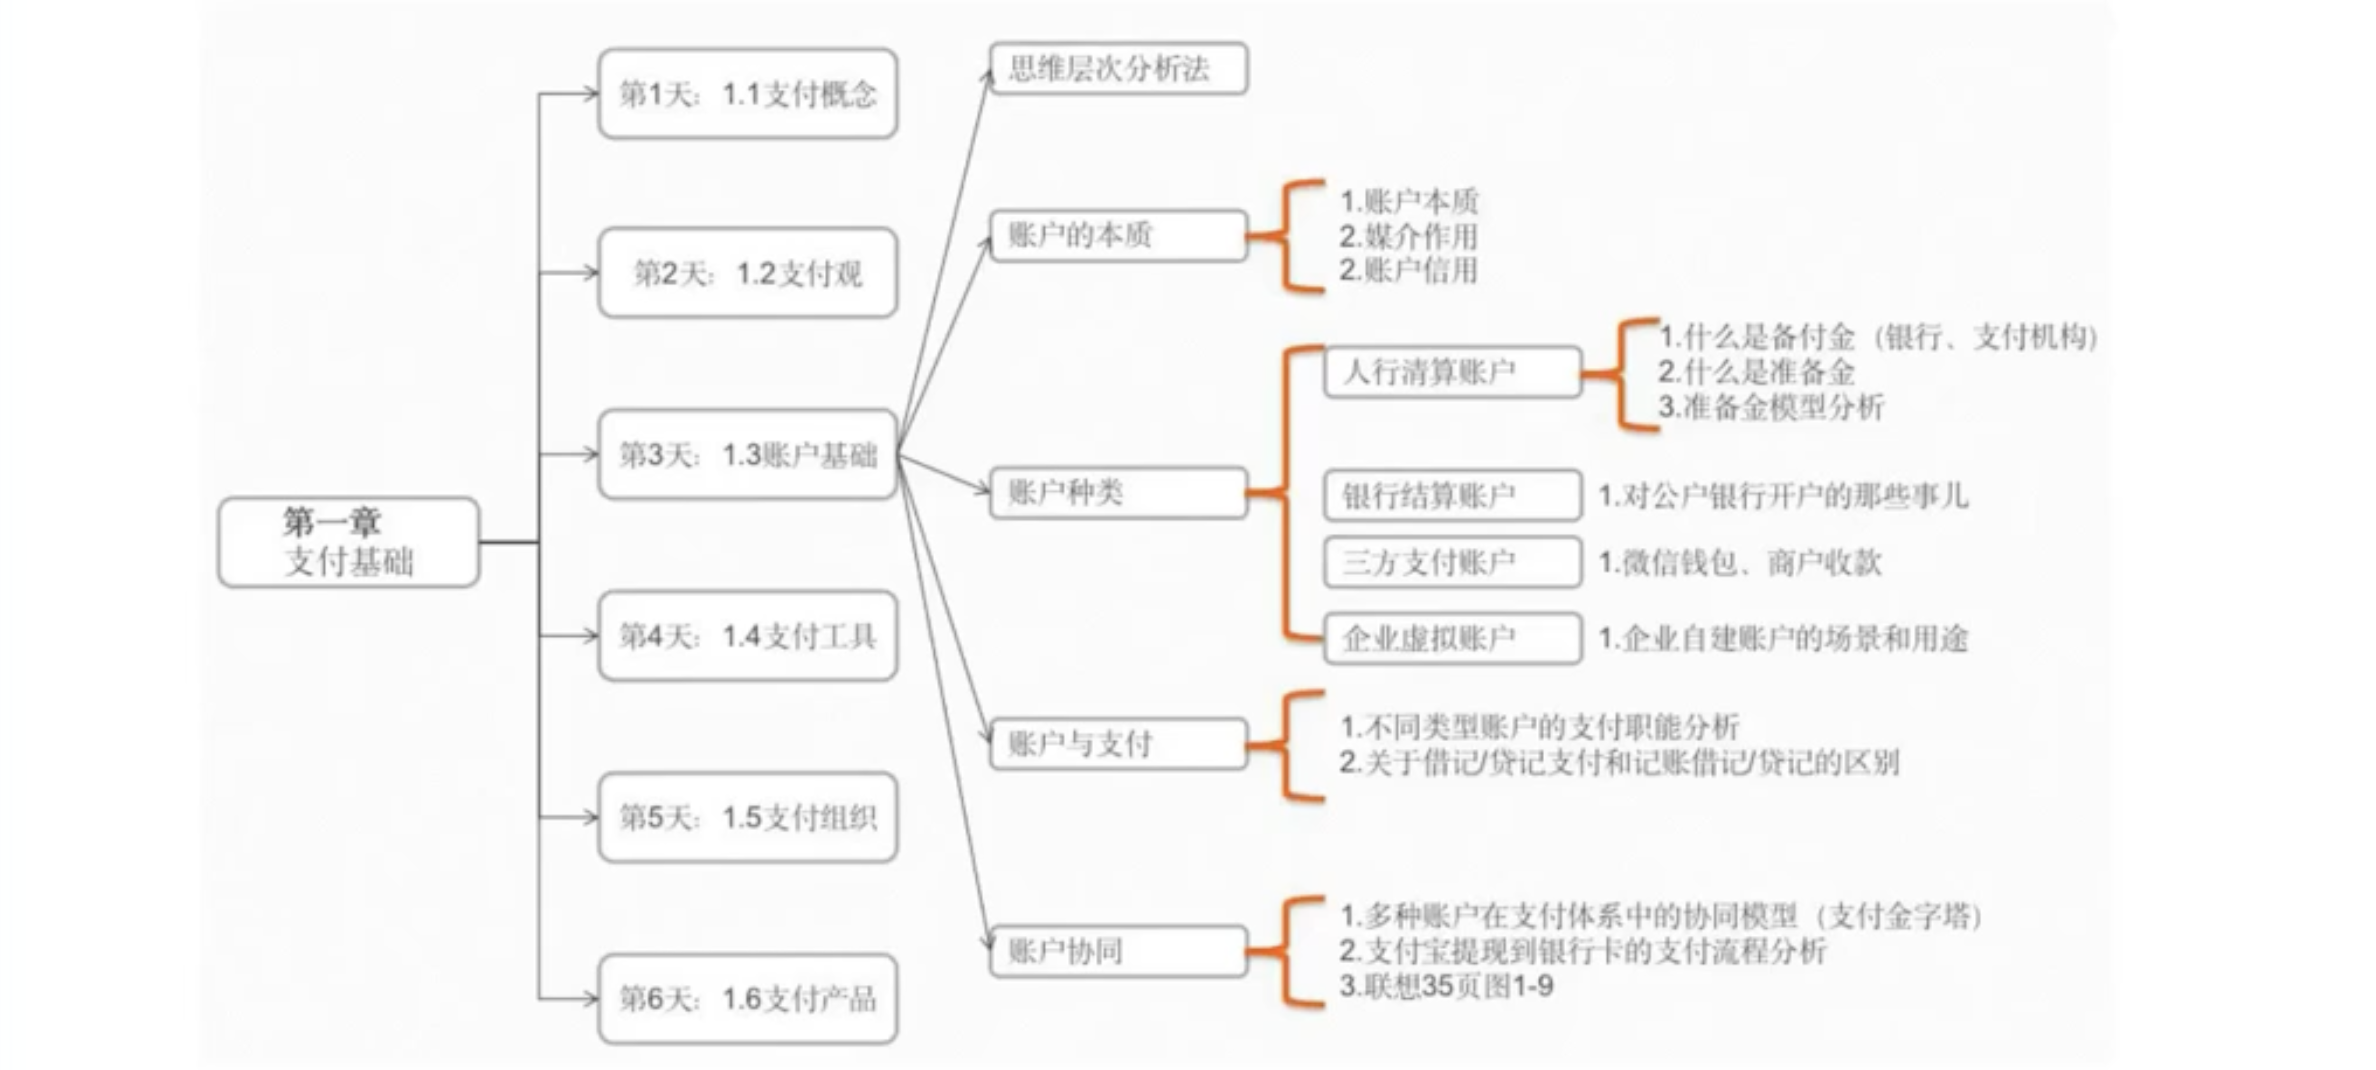 第一章
支付基础
第1天：1.1支付概念
第2天：1.2支付观
第3天：1.3账户基础
第4天：1.4支付工具
第5天：1.5支付组织
第6天：1.6支付产品
思维层次分析法
账户的本质
1.账户本质
2.媒介作用
2.账户信用
账户种类
人行清算账户
1.什么是备付金（银行、支付机构）
2.什么是准备金
3.准备金模型分析
银行结算账户
1.对公户银行开户的那些事儿
三方支付账户
1.微信钱包、商户收款
企业虚拟账户
1.企业自建账户的场景和用途
账户与支付
1.不同类型账户的支付职能分析
2.关于借记/贷记支付和记账借记/贷记的区别
账户协同
1.多种账户在支付体系中的协同模型（支付金字塔）
2.支付宝提现到银行卡的支付流程分析
3.联想35页图1-9